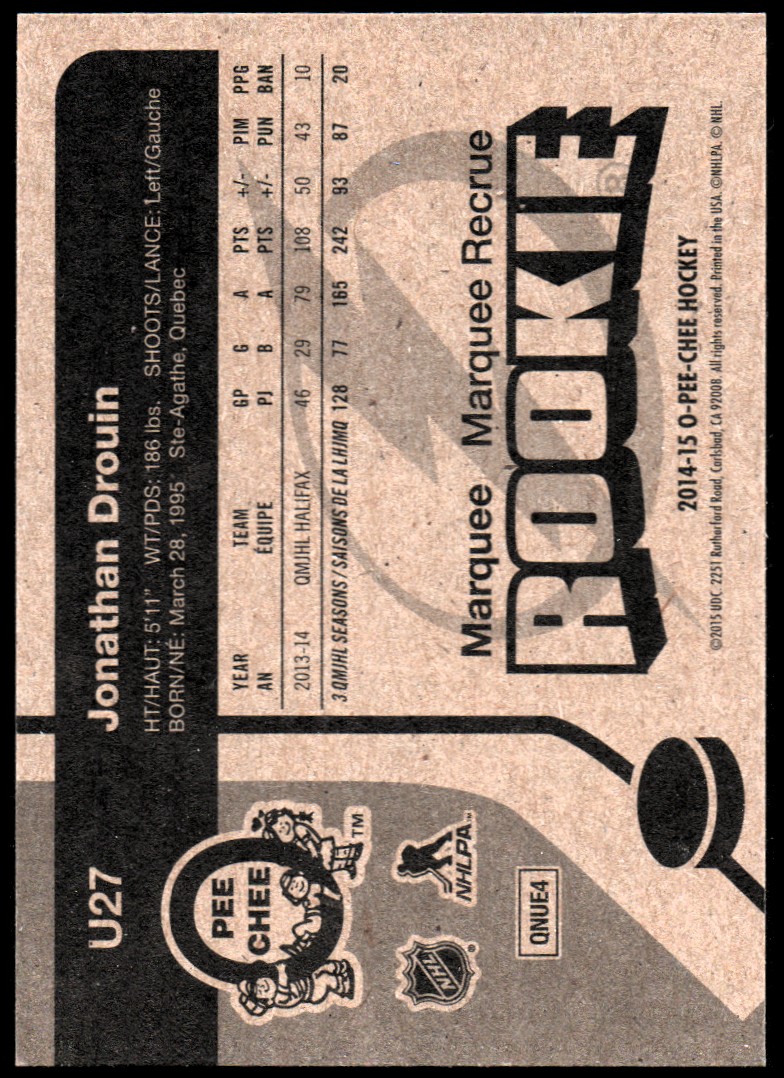 U27
Jonathan Drouin
HT/HAUT: 5'11" WT/PDS: 186 lbs. SHOOTS/LANCE: Left/Gauche
BORN/NÉ: March 28, 1995 Ste-Agathe, Quebec
YEAR TEAM GP G A PTS +/- PIM PPG
AN ÉQUIPE PJ B A PTS +/- PUN BAN
2013-14 QMJHL HALIFAX 46 29 79 108 50 43 10
3 QMJHL SEASONS / SAISONS DE LA LHJMQ 128 77 165 242 93 87 20
PEE
CHEE
TM
NHL
®
NHLPA
TM
QNUE4
Marquee Marquee Recrue
ROOKIE
®
2014-15 O-PEE-CHEE HOCKEY
©2015 UDC. 2251 Rutherford Road, Carlsbad, CA 92008. All rights reserved. Printed in the USA. ©NHLPA. © NHL.